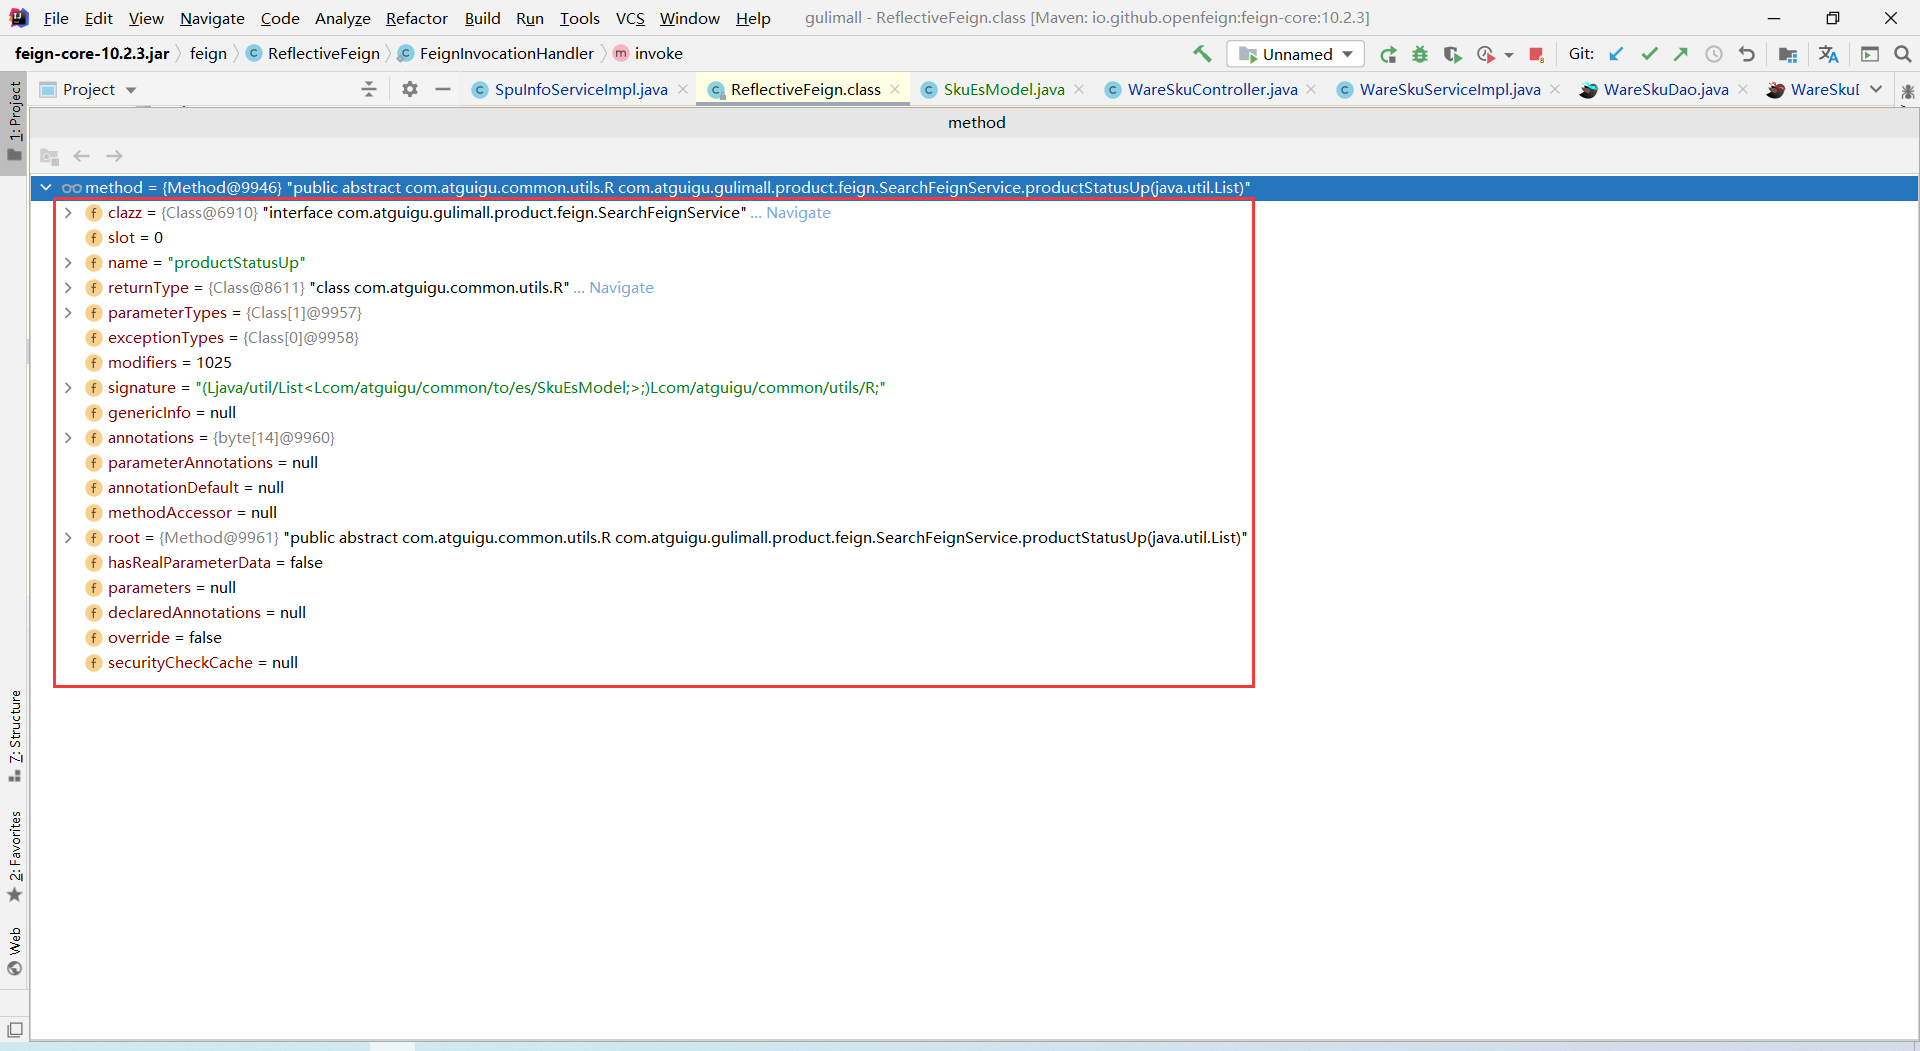 File Edit View Navigate Code Analyze Refactor Build Run Tools VCS Window Help gulimall - ReflectiveFeign.class [Maven: io.github.openfeign:feign-core:10.2.3]
feign-core-10.2.3.jar feign ReflectiveFeign FeignInvocationHandler invoke Unnamed Git:
Project SpuInfoServiceImpl.java ReflectiveFeign.class SkuEsModel.java WareSkuController.java WareSkuServiceImpl.java WareSkuDao.java WareSkuI
1: Project
method
method = {Method@9946} "public abstract com.atguigu.common.utils.R com.atguigu.gulimall.product.feign.SearchFeignService.productStatusUp(java.util.List)"
clazz = {Class@6910} "interface com.atguigu.gulimall.product.feign.SearchFeignService" ... Navigate
slot = 0
name = "productStatusUp"
returnType = {Class@8611} "class com.atguigu.common.utils.R" ... Navigate
parameterTypes = {Class[1]@9957}
exceptionTypes = {Class[0]@9958}
modifiers = 1025
signature = "(Ljava/util/List<Lcom/atguigu/common/to/es/SkuEsModel;>;)Lcom/atguigu/common/utils/R;"
genericInfo = null
annotations = {byte[14]@9960}
parameterAnnotations = null
annotationDefault = null
methodAccessor = null
root = {Method@9961} "public abstract com.atguigu.common.utils.R com.atguigu.gulimall.product.feign.SearchFeignService.productStatusUp(java.util.List)"
hasRealParameterData = false
parameters = null
declaredAnnotations = null
override = false
securityCheckCache = null
7: Structure
2: Favorites
Web